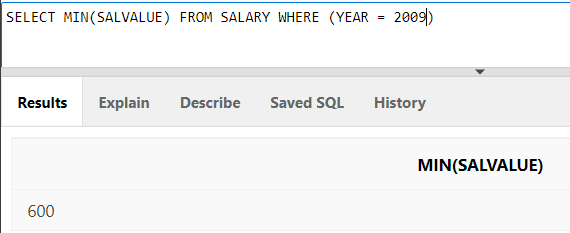 SELECT MIN(SALVALUE) FROM SALARY WHERE (YEAR = 2009)
Results Explain Describe Saved SQL History
MIN(SALVALUE)
600